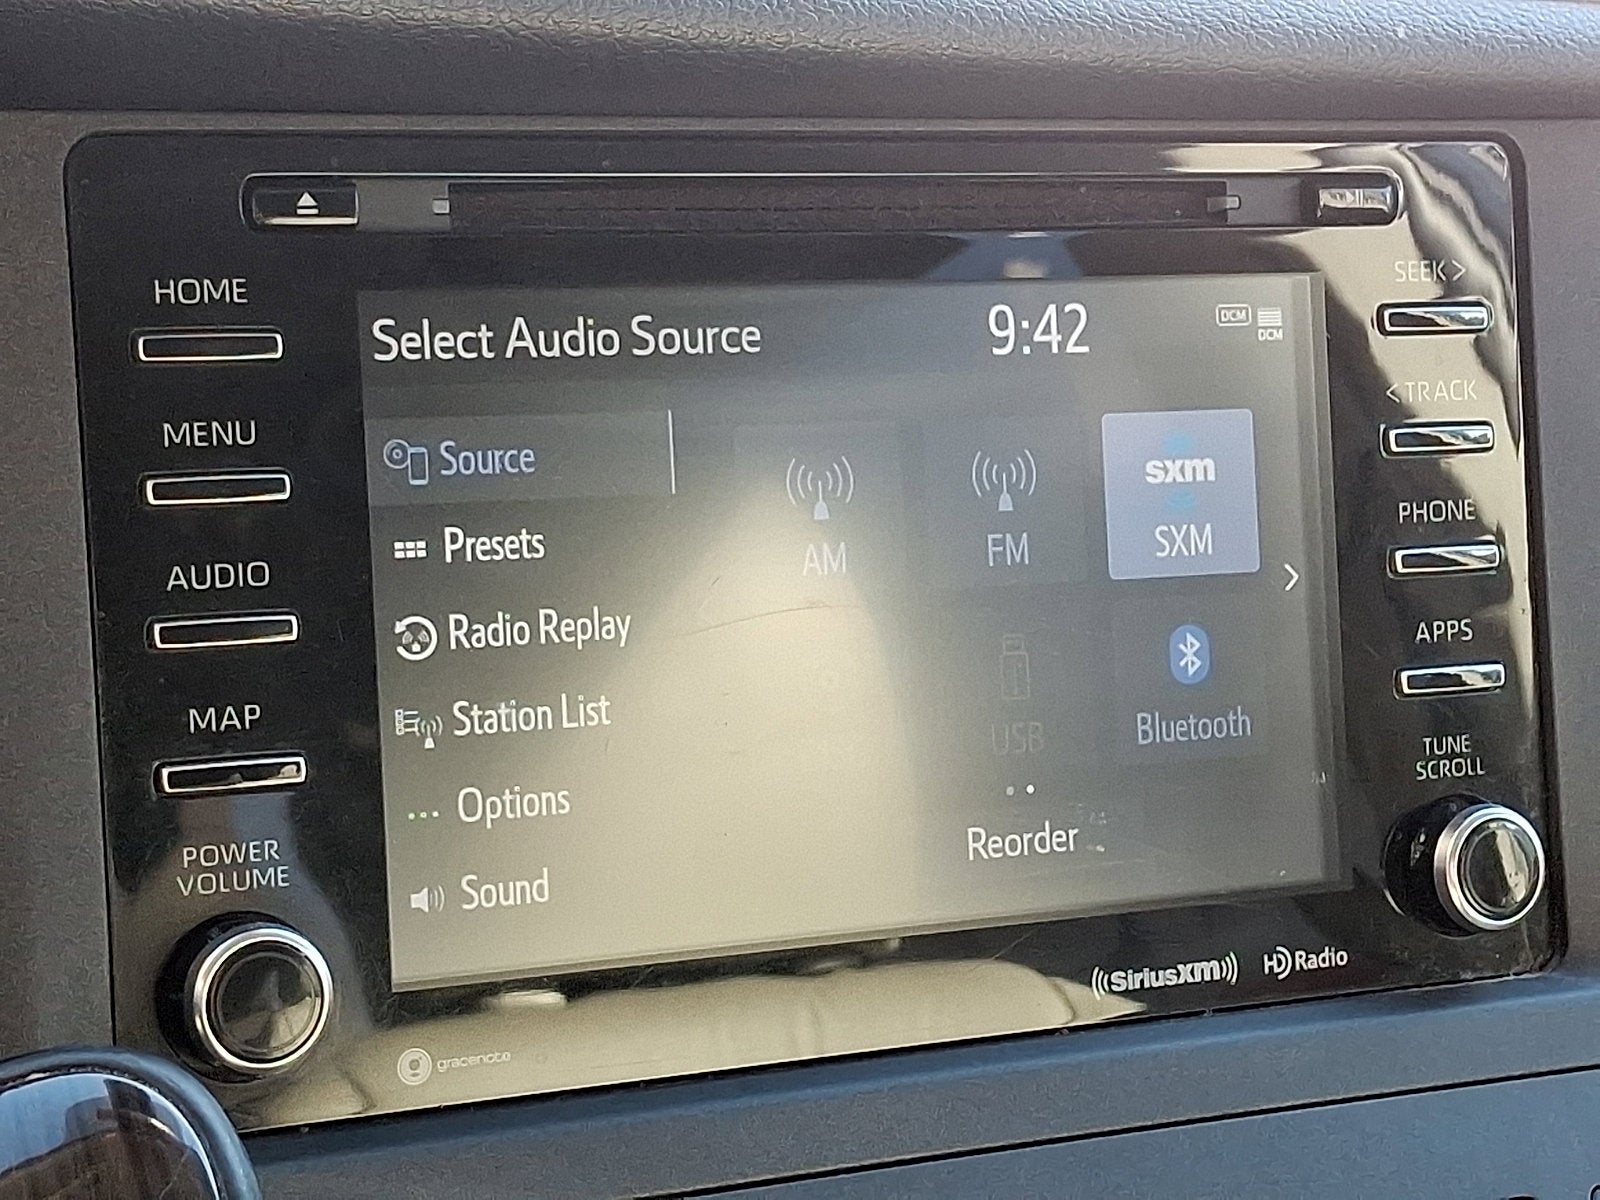 HOME
MENU
AUDIO
MAP
POWER
VOLUME
Select Audio Source
9:42
DCM
DCM
Source
Presets
Radio Replay
Station List
Options
Sound
AM
FM
sxm
SXM
USB
Bluetooth
Reorder
SEEK >
< TRACK
PHONE
APPS
TUNE
SCROLL
gracenote
((SiriusXM))
HD Radio